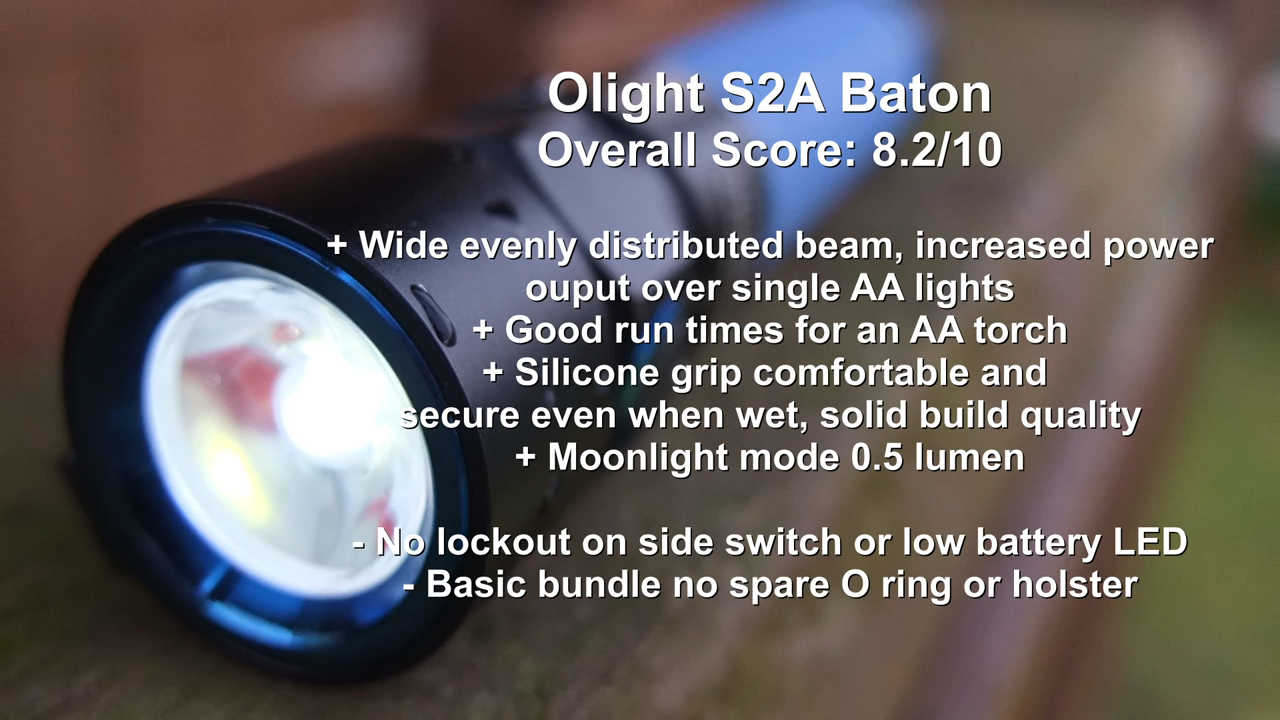 Olight S2A Baton
Overall Score: 8.2/10
+ Wide evenly distributed beam, increased power
ouput over single AA lights
+ Good run times for an AA torch
+ Silicone grip comfortable and
secure even when wet, solid build quality
+ Moonlight mode 0.5 lumen
- No lockout on side switch or low battery LED
- Basic bundle no spare O ring or holster